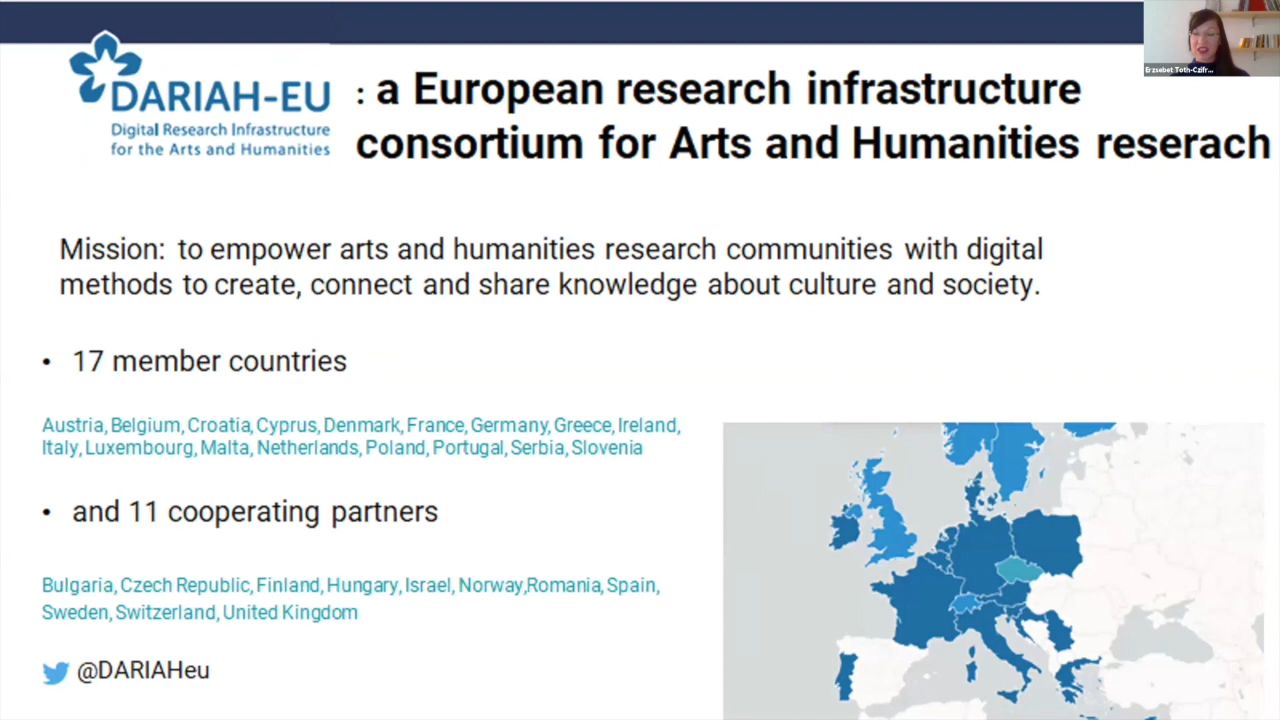 Erzsebet Toth-Czifr...
DARIAH-EU
Digital Research Infrastructure
for the Arts and Humanities
: a European research infrastructure
consortium for Arts and Humanities reserach
Mission: to empower arts and humanities research communities with digital
methods to create, connect and share knowledge about culture and society.
• 17 member countries
Austria, Belgium, Croatia, Cyprus, Denmark, France, Germany, Greece, Ireland,
Italy, Luxembourg, Malta, Netherlands, Poland, Portugal, Serbia, Slovenia
• and 11 cooperating partners
Bulgaria, Czech Republic, Finland, Hungary, Israel, Norway,Romania, Spain,
Sweden, Switzerland, United Kingdom
@DARIAHeu